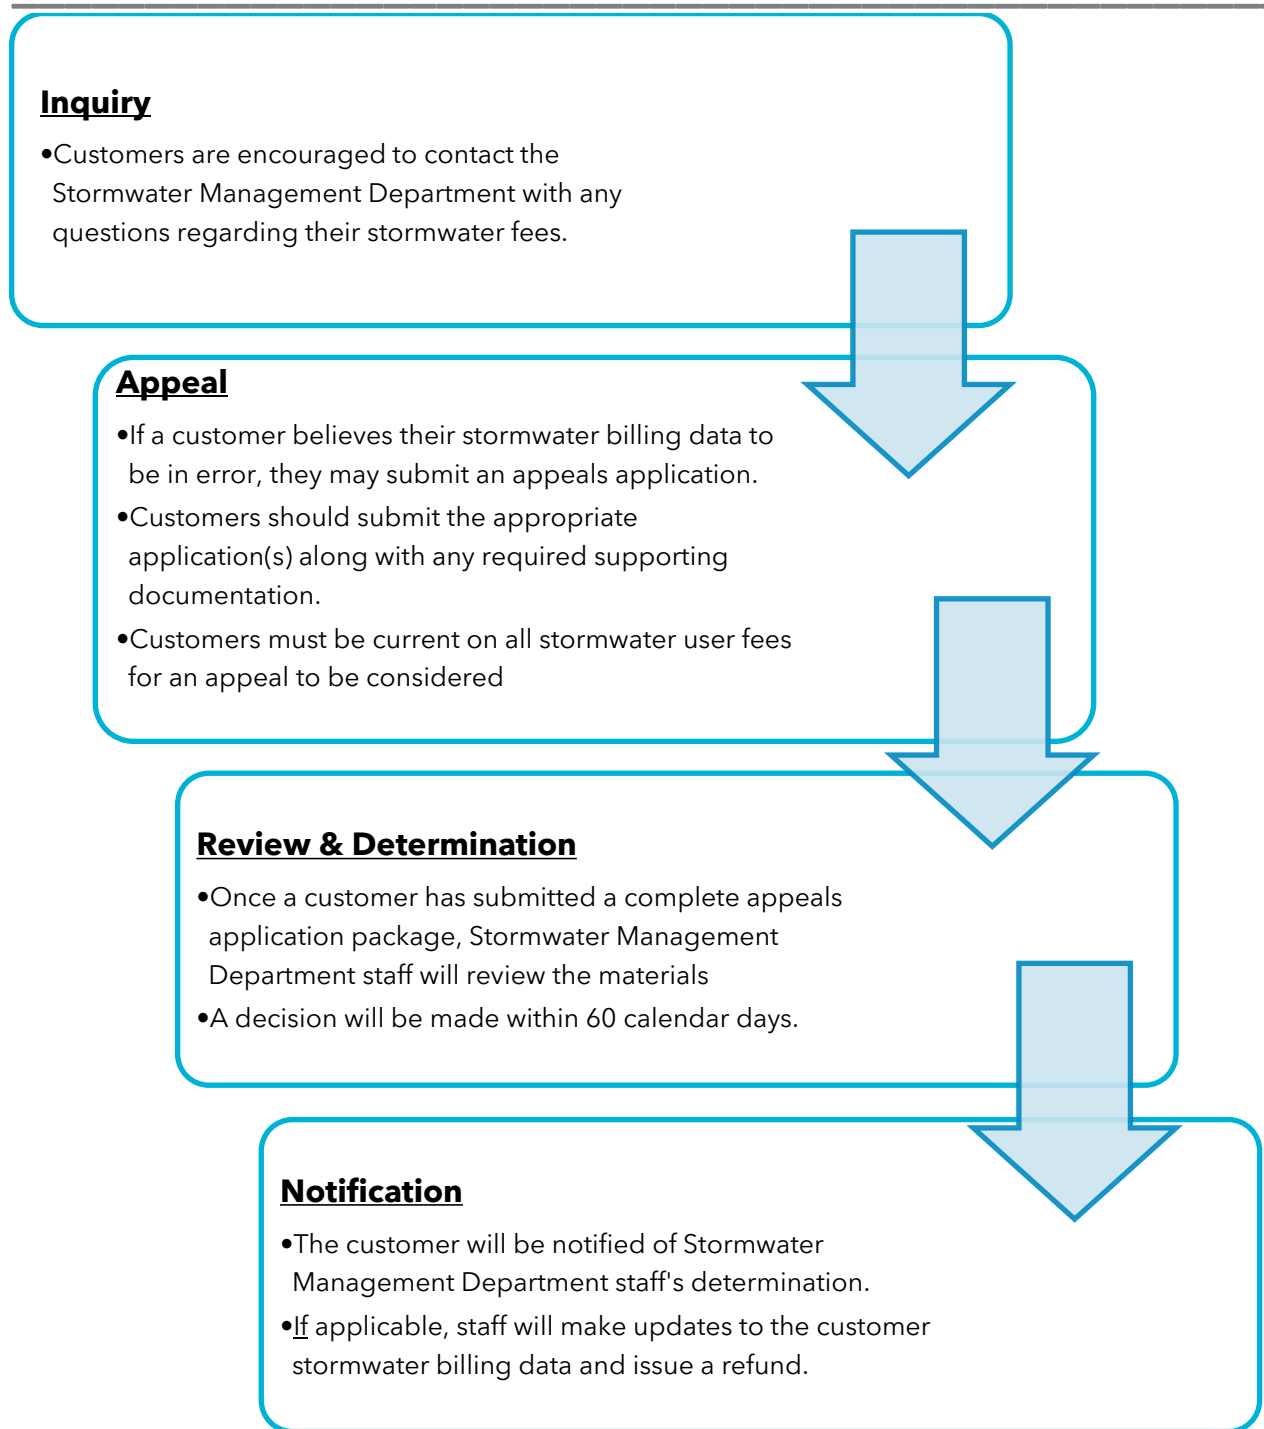 Inquiry
•Customers are encouraged to contact the
Stormwater Management Department with any
questions regarding their stormwater fees.
Appeal
•If a customer believes their stormwater billing data to
be in error, they may submit an appeals application.
•Customers should submit the appropriate
application(s) along with any required supporting
documentation.
•Customers must be current on all stormwater user fees
for an appeal to be considered
Review & Determination
•Once a customer has submitted a complete appeals
application package, Stormwater Management
Department staff will review the materials
•A decision will be made within 60 calendar days.
Notification
•The customer will be notified of Stormwater
Management Department staff's determination.
•If applicable, staff will make updates to the customer
stormwater billing data and issue a refund.